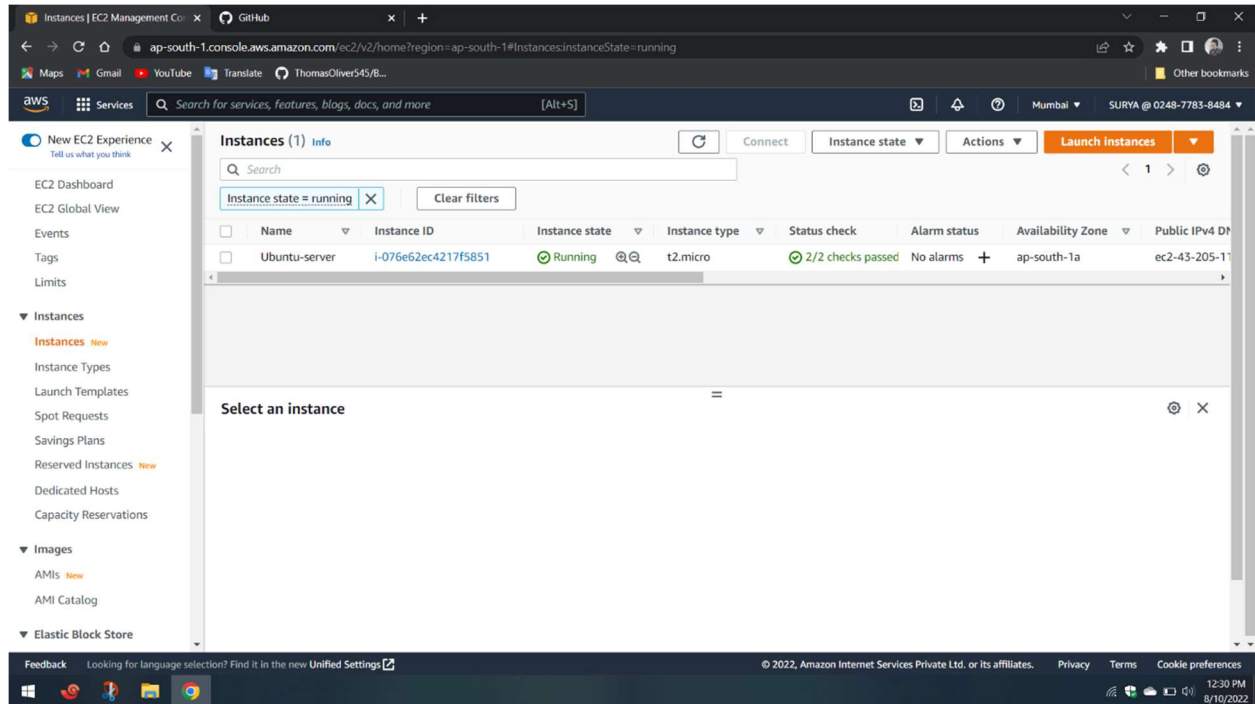 Instances | EC2 Management Co
GitHub
ap-south-1.console.aws.amazon.com/ec2/v2/home?region=ap-south-1#Instances:instanceState=running
Maps Gmail YouTube Translate ThomasOliver545/B... Other bookmarks
aws Services Search for services, features, blogs, docs, and more [Alt+S] Mumbai SURYA @ 0248-7783-8484
New EC2 Experience
Tell us what you think
EC2 Dashboard
EC2 Global View
Events
Tags
Limits
Instances
Instances New
Instance Types
Launch Templates
Spot Requests
Savings Plans
Reserved Instances New
Dedicated Hosts
Capacity Reservations
Images
AMIs New
AMI Catalog
Elastic Block Store
Instances (1) Info Connect Instance state Actions Launch instances
Search 1
Instance state = running Clear filters
Name Instance ID Instance state Instance type Status check Alarm status Availability Zone Public IPv4
Ubuntu-server i-076e62ec4217f5851 Running t2.micro 2/2 checks passed No alarms ap-south-1a ec2-43-205-11
Select an instance
Feedback Looking for language selection? Find it in the new Unified Settings © 2022, Amazon Internet Services Private Ltd. or its affiliates. Privacy Terms Cookie preferences
12:30 PM
8/10/2022